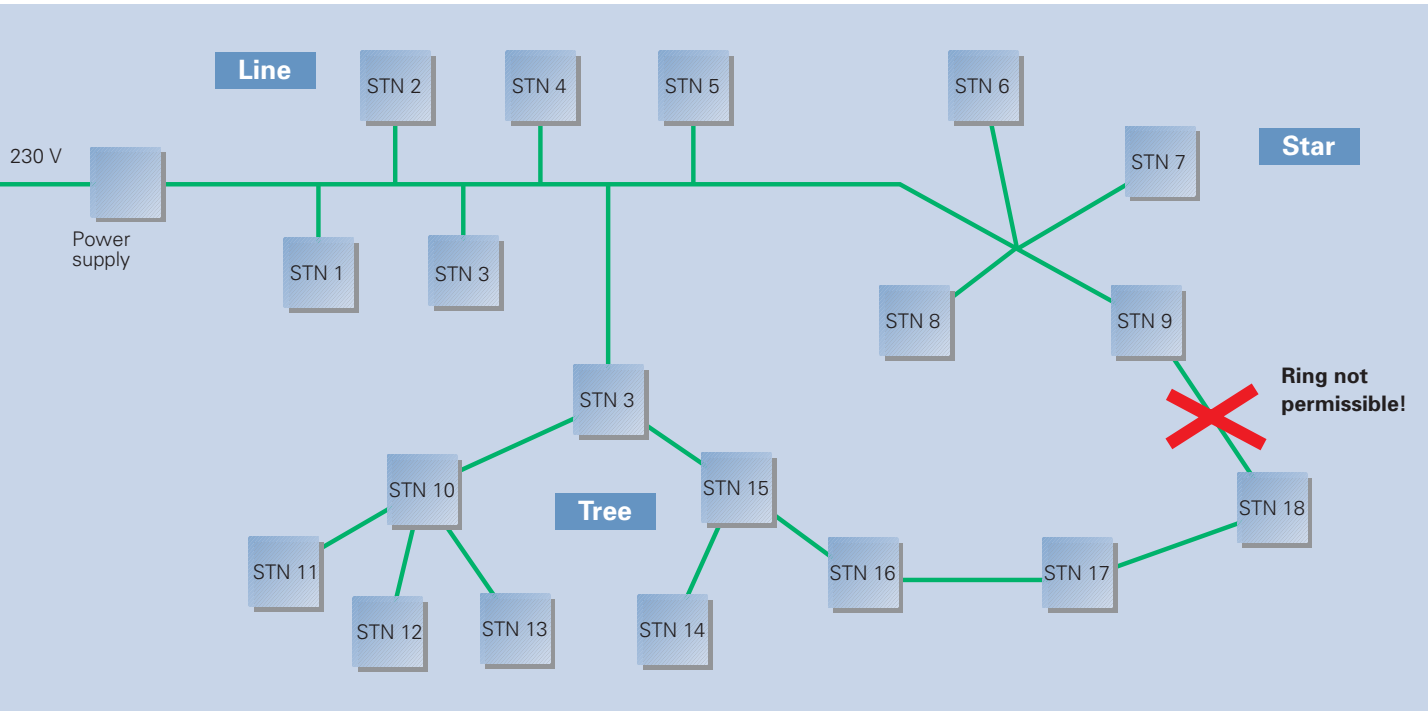 Line
STN 2
STN 4
STN 5
STN 6
Star
STN 7
230 V
Power
supply
STN 1
STN 3
STN 8
STN 9
Ring not
permissible!
STN 3
STN 10
Tree
STN 15
STN 18
STN 11
STN 16
STN 17
STN 12
STN 13
STN 14